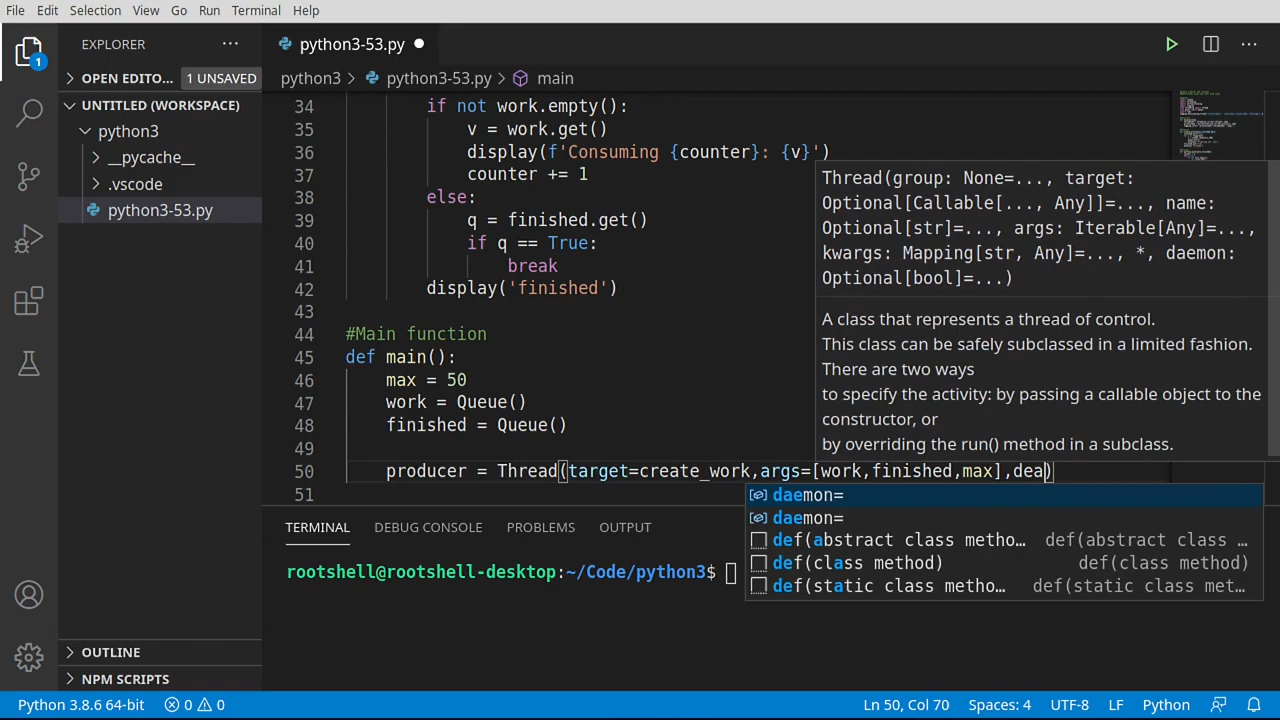 File Edit Selection View Go Run Terminal Help
EXPLORER
python3-53.py
1
OPEN EDITO... 1 UNSAVED
python3 > python3-53.py > main
UNTITLED (WORKSPACE)
python3
__pycache__
.vscode
python3-53.py
34 if not work.empty():
35 v = work.get()
36 display(f'Consuming {counter}: {v}')
37 counter += 1
38 else:
39 q = finished.get()
40 if q == True:
41 break
42 display('finished')
43
44 #Main function
45 def main():
46 max = 50
47 work = Queue()
48 finished = Queue()
49
50 producer = Thread(target=create_work,args=[work,finished,max],dea)
51
Thread(group: None=..., target:
Optional[Callable[..., Any]]=..., name:
Optional[str]=..., args: Iterable[Any]=...,
kwargs: Mapping[str, Any]=..., *, daemon:
Optional[bool]=...)
A class that represents a thread of control.
This class can be safely subclassed in a limited fashion.
There are two ways
to specify the activity: by passing a callable object to the
constructor, or
by overriding the run() method in a subclass.
daemon=
daemon=
def(abstract class metho... def(abstract class ...
def(class method) def(class method)
def(static class metho... def(static class met...
TERMINAL DEBUG CONSOLE PROBLEMS OUTPUT
rootshell@rootshell-desktop:~/Code/python3$
OUTLINE
NPM SCRIPTS
Python 3.8.6 64-bit 0 0 Ln 50, Col 70 Spaces: 4 UTF-8 LF Python